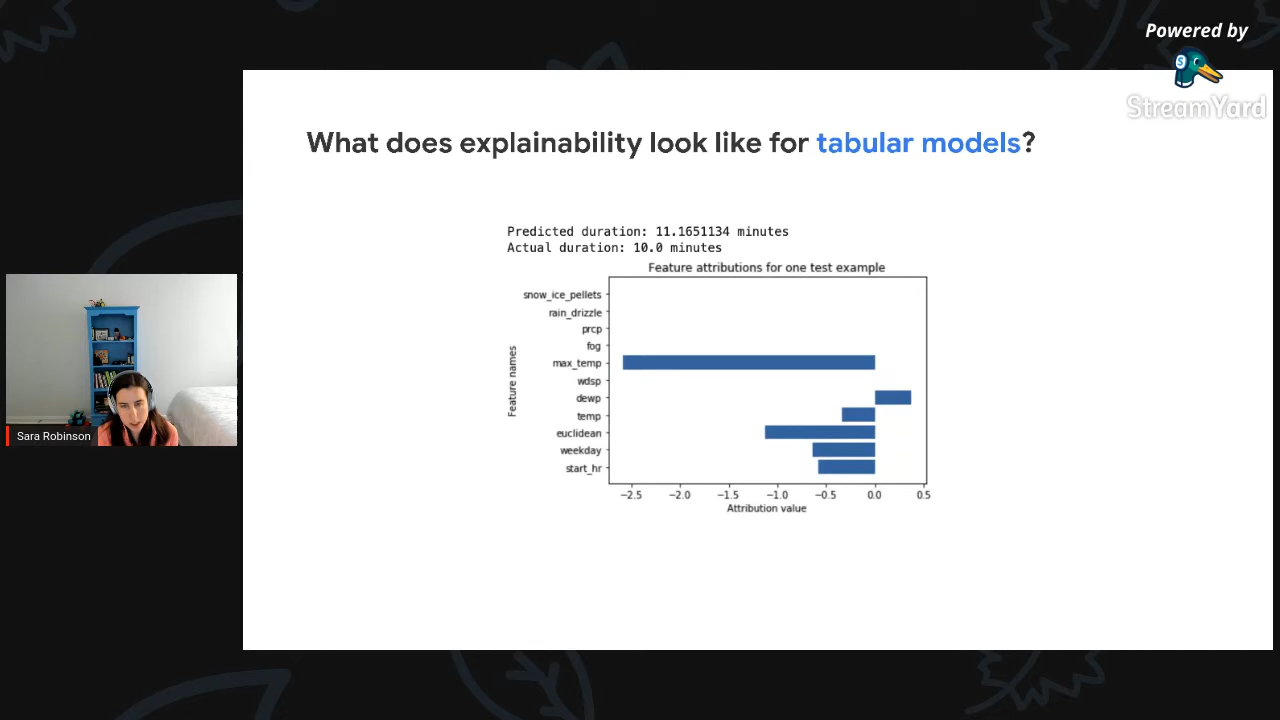 Powered by
StreamYard
What does explainability look like for tabular models?
Predicted duration: 11.1651134 minutes
Actual duration: 10.0 minutes
Feature attributions for one test example
Feature names
snow_ice_pellets
rain_drizzle
prcp
fog
max_temp
wdsp
dewp
temp
euclidean
weekday
start_hr
−2.5 −2.0 −1.5 −1.0 −0.5 0.0 0.5
Attribution value
Sara Robinson